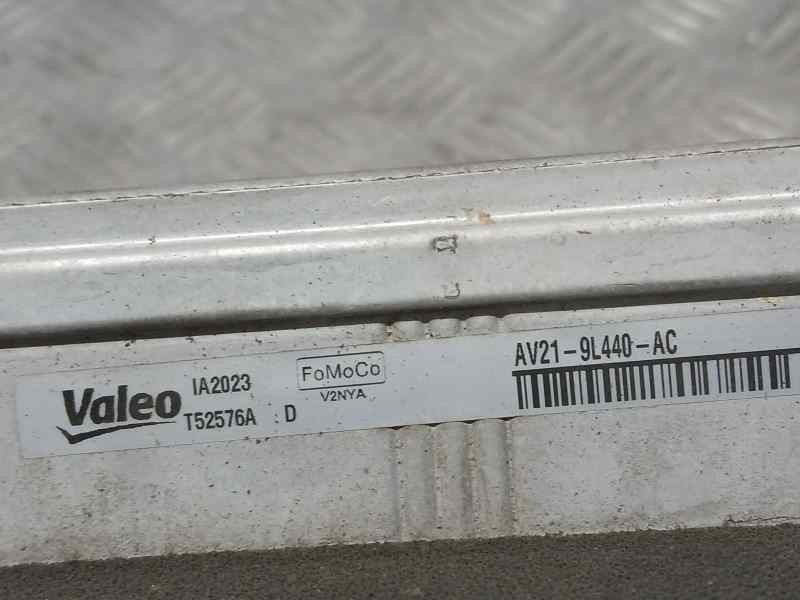 Valeo
IA2023
T52576A : D
FoMoCo
V2NYA
AV21-9L440-AC